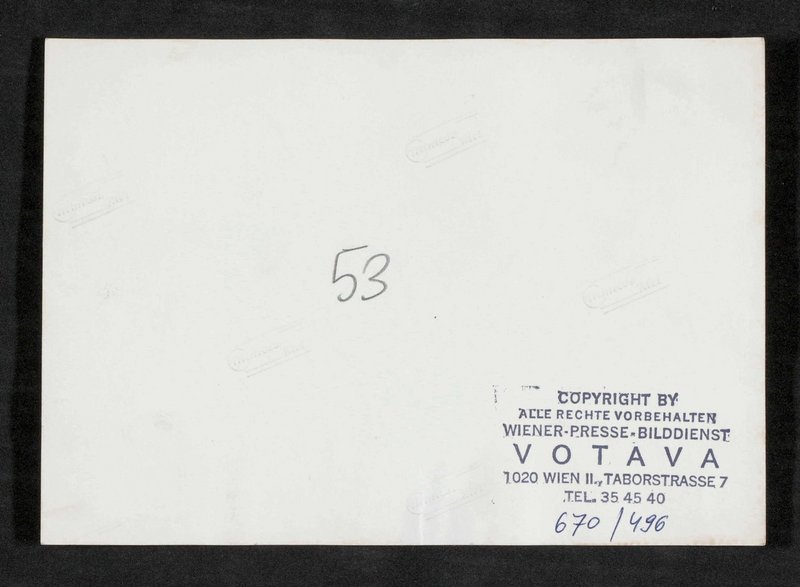 53
COPYRIGHT BY
ALLE RECHTE VORBEHALTEN
WIENER-PRESSE-BILDDIENST
VOTAVA
1020 WIEN II., TABORSTRASSE 7
TEL. 35 45 40
670/496